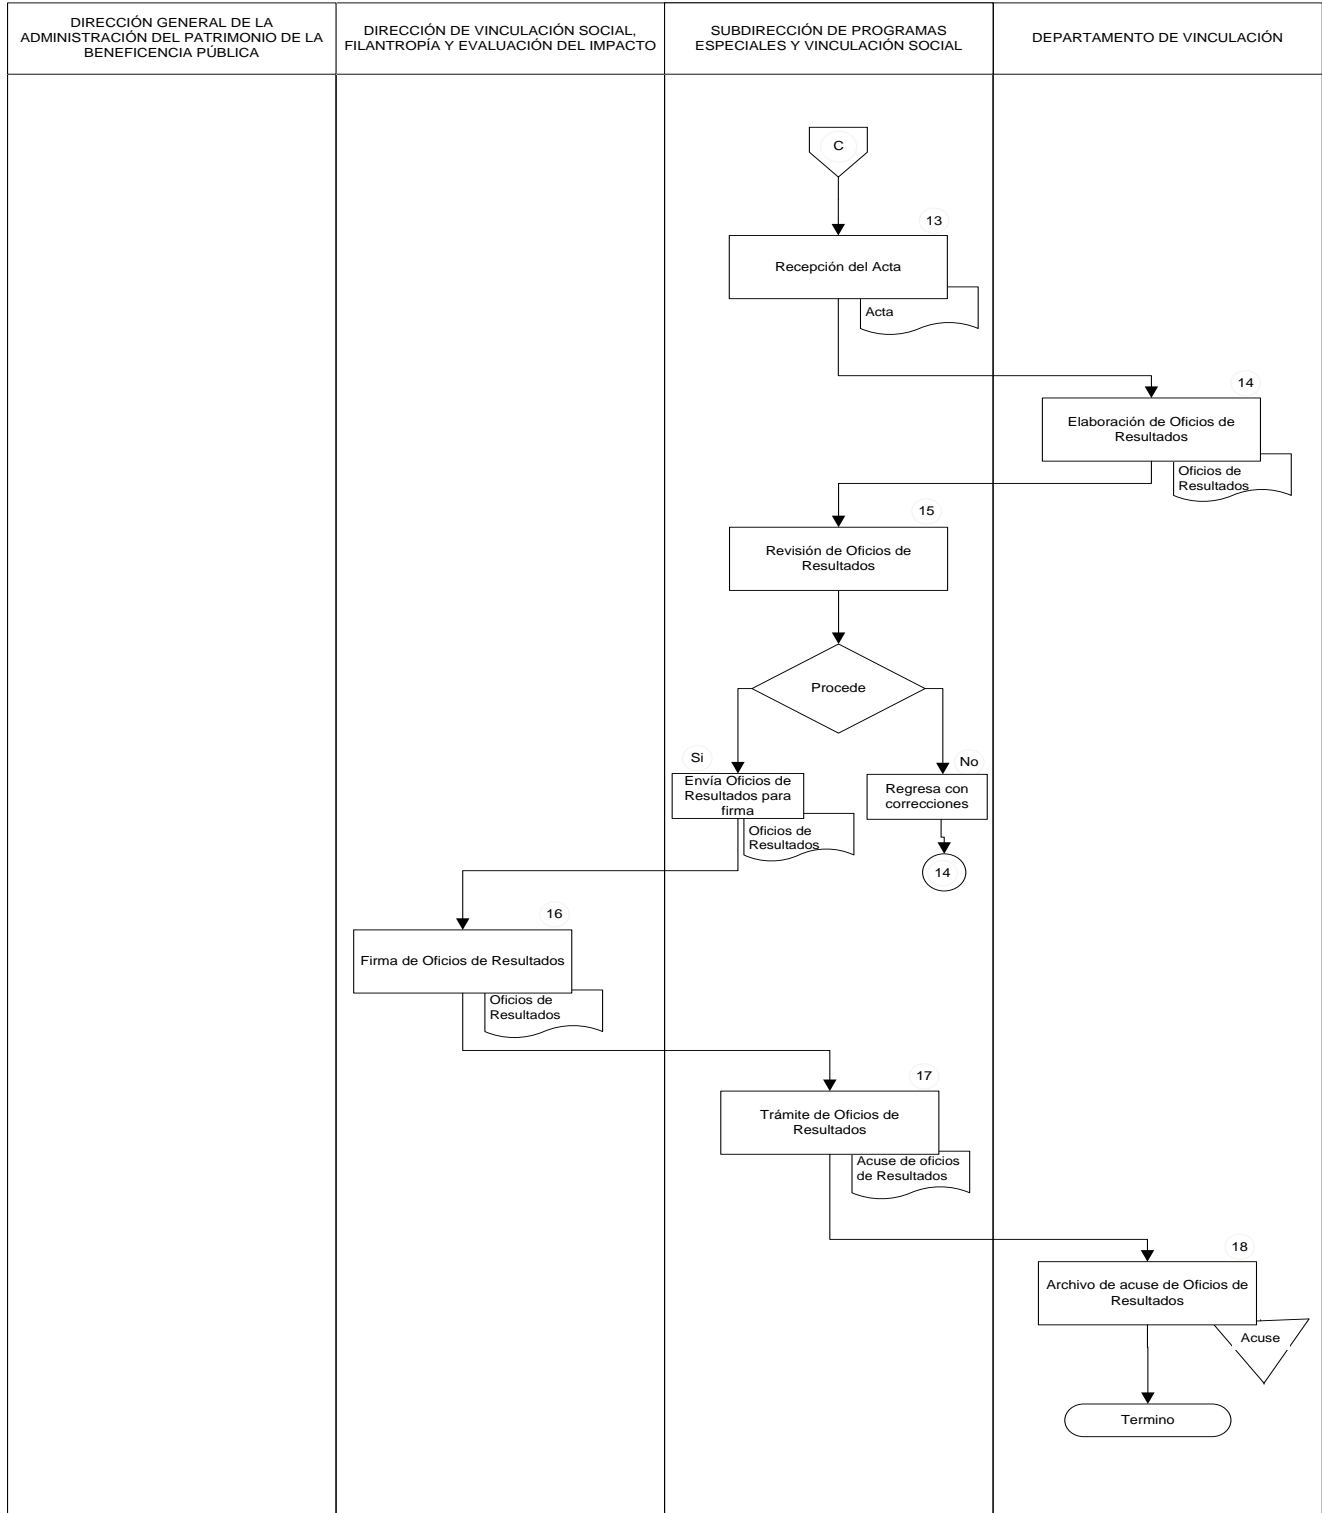 DIRECCIÓN GENERAL DE LA
ADMINISTRACIÓN DEL PATRIMONIO DE LA
BENEFICENCIA PÚBLICA
DIRECCIÓN DE VINCULACIÓN SOCIAL,
FILANTROPÍA Y EVALUACIÓN DEL IMPACTO
SUBDIRECCIÓN DE PROGRAMAS
ESPECIALES Y VINCULACIÓN SOCIAL
DEPARTAMENTO DE VINCULACIÓN
C
13
Recepción del Acta
Acta
14
Elaboración de Oficios de
Resultados
Oficios de
Resultados
15
Revisión de Oficios de
Resultados
Procede
Si
Envía Oficios de
Resultados para
firma
Oficios de
Resultados
No
Regresa con
correcciones
14
16
Firma de Oficios de Resultados
Oficios de
Resultados
17
Trámite de Oficios de
Resultados
Acuse de oficios
de Resultados
18
Archivo de acuse de Oficios de
Resultados
Acuse
Termino